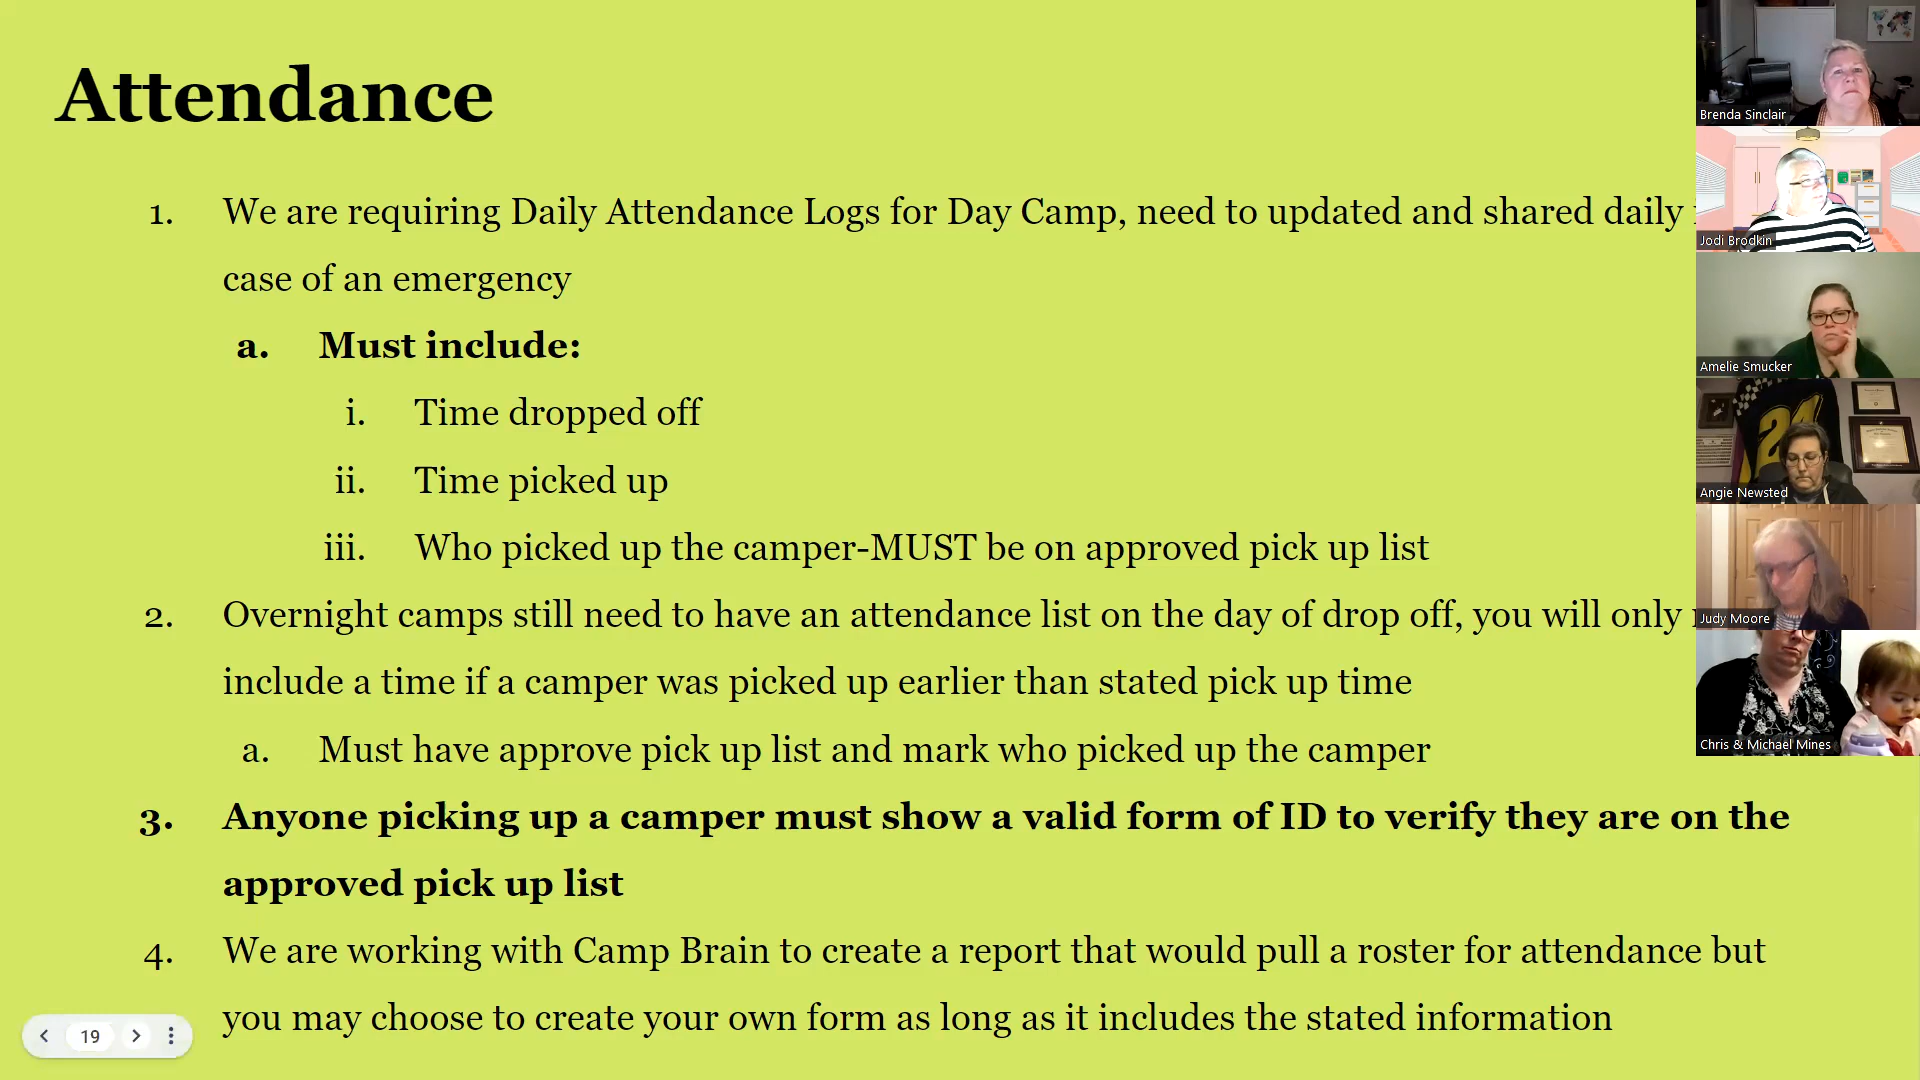 Attendance
1. We are requiring Daily Attendance Logs for Day Camp, need to updated and shared daily
case of an emergency
a. Must include:
i. Time dropped off
ii. Time picked up
iii. Who picked up the camper-MUST be on approved pick up list
2. Overnight camps still need to have an attendance list on the day of drop off, you will only
include a time if a camper was picked up earlier than stated pick up time
a. Must have approve pick up list and mark who picked up the camper
3. Anyone picking up a camper must show a valid form of ID to verify they are on the
approved pick up list
4. We are working with Camp Brain to create a report that would pull a roster for attendance but
you may choose to create your own form as long as it includes the stated information
19
Brenda Sinclair
Jodi Brodkin
Amelie Smucker
24
Angie Newsted
Judy Moore
Chris & Michael Mines